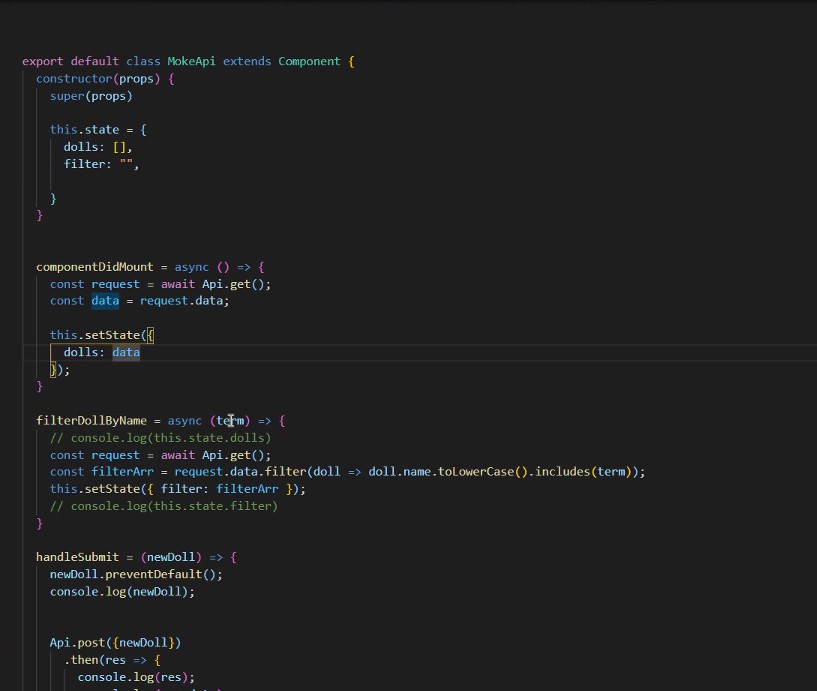 export default class MokeApi extends Component {
constructor(props) {
super(props)
this.state = {
dolls: [],
filter: "",
}
}
componentDidMount = async () => {
const request = await Api.get();
const data = request.data;
this.setState({
dolls: data
});
}
filterDollByName = async (term) => {
// console.log(this.state.dolls)
const request = await Api.get();
const filterArr = request.data.filter(doll => doll.name.toLowerCase().includes(term));
this.setState({ filter: filterArr });
// console.log(this.state.filter)
}
handleSubmit = (newDoll) => {
newDoll.preventDefault();
console.log(newDoll);
Api.post({newDoll})
.then(res => {
console.log(res);